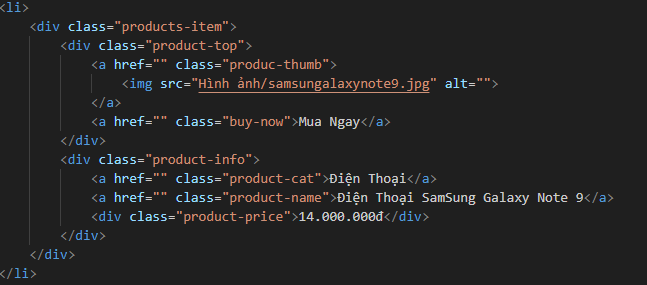 <li>
<div class="products-item">
<div class="product-top">
<a href="" class="produc-thumb">
<img src="Hình ảnh/samsungalaxynote9.jpg" alt="">
</a>
<a href="" class="buy-now">Mua Ngay</a>
</div>
<div class="product-info">
<a href="" class="product-cat">Điện Thoại</a>
<a href="" class="product-name">Điện Thoại SamSung Galaxy Note 9</a>
<div class="product-price">14.000.000đ</div>
</div>
</div>
</li>